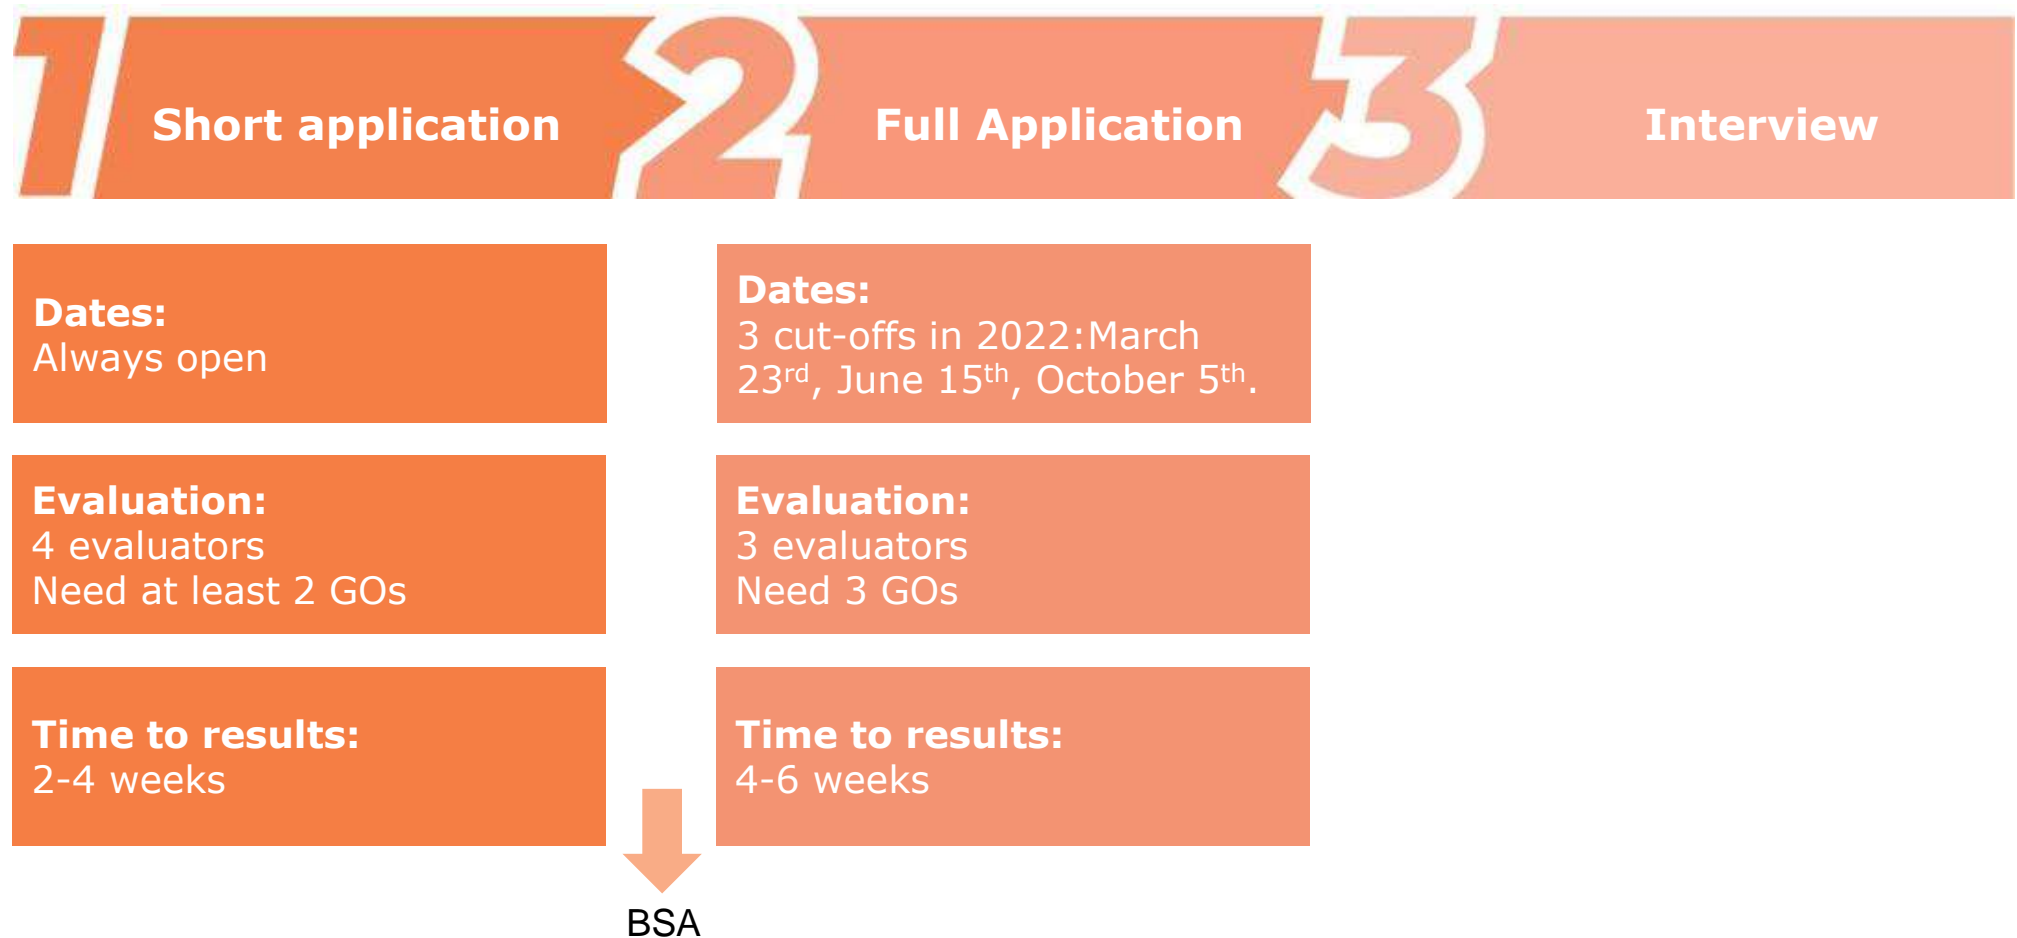 1 Short application
2 Full Application
3 Interview
Dates:
Always open
Evaluation:
4 evaluators
Need at least 2 GOs
Time to results:
2-4 weeks
Dates:
3 cut-offs in 2022:March
23rd, June 15th, October 5th.
Evaluation:
3 evaluators
Need 3 GOs
Time to results:
4-6 weeks
BSA